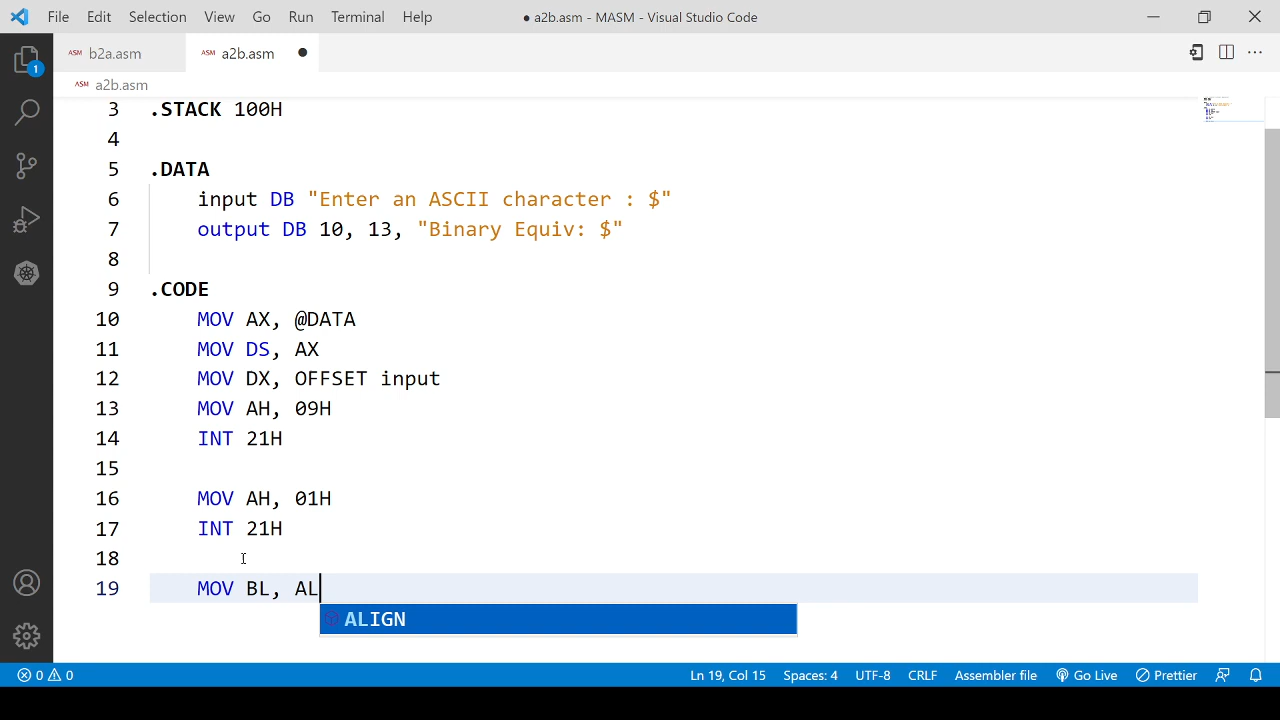 File Edit Selection View Go Run Terminal Help ● a2b.asm - MASM - Visual Studio Code
ASM b2a.asm ASM a2b.asm ●
ASM a2b.asm
1
3 .STACK 100H
4
5 .DATA
6 input DB "Enter an ASCII character : $"
7 output DB 10, 13, "Binary Equiv: $"
8
9 .CODE
10 MOV AX, @DATA
11 MOV DS, AX
12 MOV DX, OFFSET input
13 MOV AH, 09H
14 INT 21H
15
16 MOV AH, 01H
17 INT 21H
18
19 MOV BL, AL
ALIGN
0 0 Ln 19, Col 15 Spaces: 4 UTF-8 CRLF Assembler file Go Live Prettier